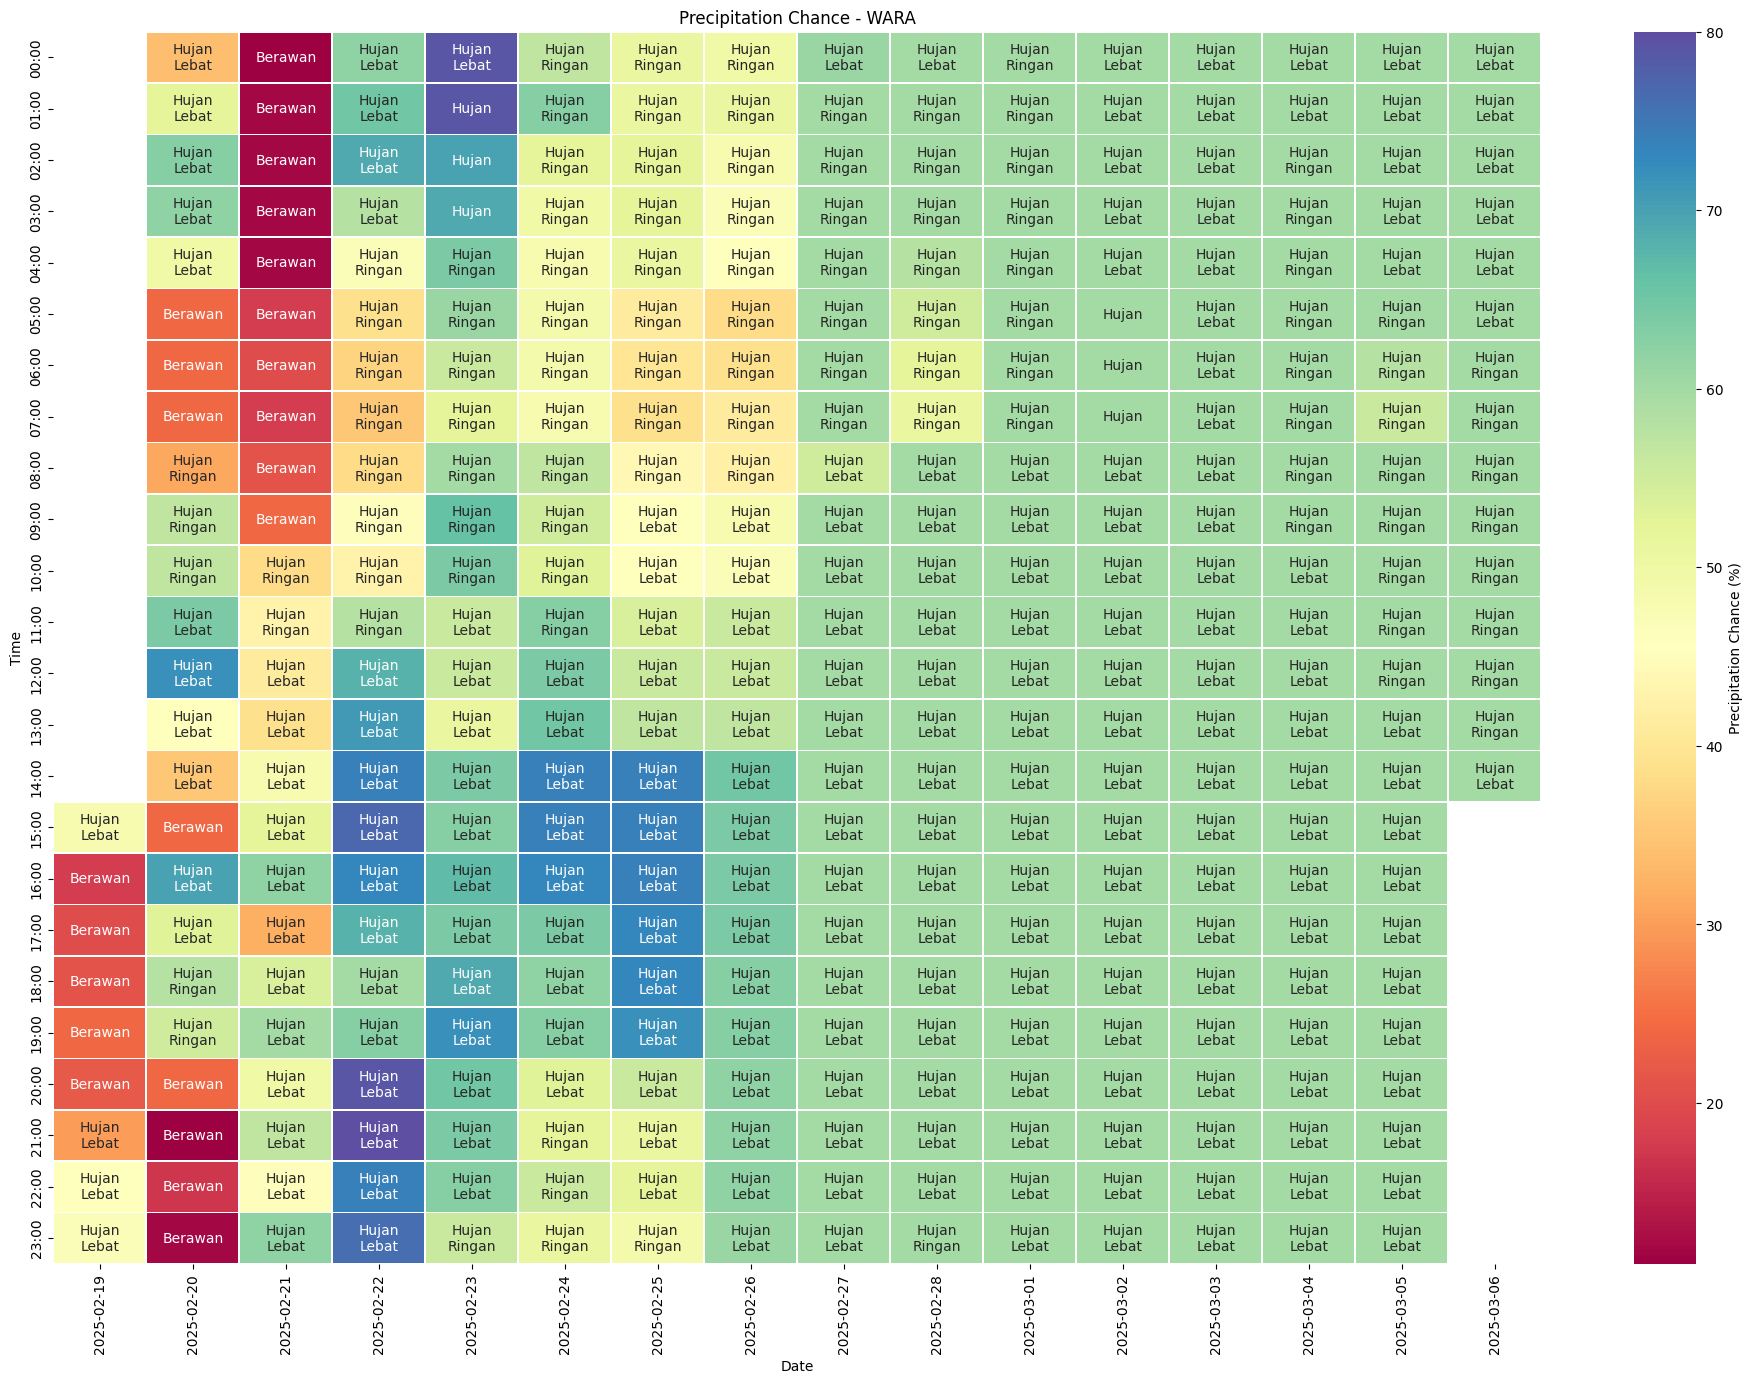 Precipitation Chance - WARA
00:00 Hujan Lebat Berawan Hujan Lebat Hujan Lebat Hujan Ringan Hujan Ringan Hujan Ringan Hujan Lebat Hujan Lebat Hujan Ringan Hujan Lebat Hujan Lebat Hujan Lebat Hujan Lebat Hujan Lebat
01:00 Hujan Lebat Berawan Hujan Lebat Hujan Hujan Ringan Hujan Ringan Hujan Ringan Hujan Ringan Hujan Ringan Hujan Ringan Hujan Lebat Hujan Lebat Hujan Lebat Hujan Lebat Hujan Lebat
02:00 Hujan Lebat Berawan Hujan Lebat Hujan Hujan Ringan Hujan Ringan Hujan Ringan Hujan Ringan Hujan Ringan Hujan Ringan Hujan Lebat Hujan Lebat Hujan Ringan Hujan Lebat Hujan Lebat
03:00 Hujan Lebat Berawan Hujan Lebat Hujan Hujan Ringan Hujan Ringan Hujan Ringan Hujan Ringan Hujan Ringan Hujan Ringan Hujan Lebat Hujan Lebat Hujan Ringan Hujan Lebat Hujan Lebat
04:00 Hujan Lebat Berawan Hujan Ringan Hujan Ringan Hujan Ringan Hujan Ringan Hujan Ringan Hujan Ringan Hujan Ringan Hujan Ringan Hujan Lebat Hujan Lebat Hujan Ringan Hujan Lebat Hujan Lebat
05:00 Berawan Berawan Hujan Ringan Hujan Ringan Hujan Ringan Hujan Ringan Hujan Ringan Hujan Ringan Hujan Ringan Hujan Ringan Hujan Hujan Lebat Hujan Ringan Hujan Ringan Hujan Lebat
06:00 Berawan Berawan Hujan Ringan Hujan Ringan Hujan Ringan Hujan Ringan Hujan Ringan Hujan Ringan Hujan Ringan Hujan Ringan Hujan Hujan Lebat Hujan Ringan Hujan Ringan Hujan Ringan
07:00 Berawan Berawan Hujan Ringan Hujan Ringan Hujan Ringan Hujan Ringan Hujan Ringan Hujan Ringan Hujan Ringan Hujan Ringan Hujan Hujan Lebat Hujan Ringan Hujan Ringan Hujan Ringan
08:00 Hujan Ringan Berawan Hujan Ringan Hujan Ringan Hujan Ringan Hujan Ringan Hujan Ringan Hujan Lebat Hujan Lebat Hujan Lebat Hujan Lebat Hujan Lebat Hujan Ringan Hujan Ringan Hujan Ringan
09:00 Hujan Ringan Berawan Hujan Ringan Hujan Ringan Hujan Ringan Hujan Lebat Hujan Lebat Hujan Lebat Hujan Lebat Hujan Lebat Hujan Lebat Hujan Lebat Hujan Ringan Hujan Ringan Hujan Ringan
10:00 Hujan Ringan Hujan Ringan Hujan Ringan Hujan Ringan Hujan Ringan Hujan Lebat Hujan Lebat Hujan Lebat Hujan Lebat Hujan Lebat Hujan Lebat Hujan Lebat Hujan Lebat Hujan Ringan Hujan Ringan
11:00 Hujan Lebat Hujan Ringan Hujan Ringan Hujan Lebat Hujan Ringan Hujan Lebat Hujan Lebat Hujan Lebat Hujan Lebat Hujan Lebat Hujan Lebat Hujan Lebat Hujan Lebat Hujan Ringan Hujan Ringan
12:00 Hujan Lebat Hujan Lebat Hujan Lebat Hujan Lebat Hujan Lebat Hujan Lebat Hujan Lebat Hujan Lebat Hujan Lebat Hujan Lebat Hujan Lebat Hujan Lebat Hujan Lebat Hujan Ringan Hujan Ringan
13:00 Hujan Lebat Hujan Lebat Hujan Lebat Hujan Lebat Hujan Lebat Hujan Lebat Hujan Lebat Hujan Lebat Hujan Lebat Hujan Lebat Hujan Lebat Hujan Lebat Hujan Lebat Hujan Lebat Hujan Ringan
14:00 Hujan Lebat Hujan Lebat Hujan Lebat Hujan Lebat Hujan Lebat Hujan Lebat Hujan Lebat Hujan Lebat Hujan Lebat Hujan Lebat Hujan Lebat Hujan Lebat Hujan Lebat Hujan Lebat Hujan Lebat
15:00 Hujan Lebat Berawan Hujan Lebat Hujan Lebat Hujan Lebat Hujan Lebat Hujan Lebat Hujan Lebat Hujan Lebat Hujan Lebat Hujan Lebat Hujan Lebat Hujan Lebat Hujan Lebat Hujan Lebat
16:00 Berawan Hujan Lebat Hujan Lebat Hujan Lebat Hujan Lebat Hujan Lebat Hujan Lebat Hujan Lebat Hujan Lebat Hujan Lebat Hujan Lebat Hujan Lebat Hujan Lebat Hujan Lebat Hujan Lebat
17:00 Berawan Hujan Lebat Hujan Lebat Hujan Lebat Hujan Lebat Hujan Lebat Hujan Lebat Hujan Lebat Hujan Lebat Hujan Lebat Hujan Lebat Hujan Lebat Hujan Lebat Hujan Lebat Hujan Lebat
18:00 Berawan Hujan Ringan Hujan Lebat Hujan Lebat Hujan Lebat Hujan Lebat Hujan Lebat Hujan Lebat Hujan Lebat Hujan Lebat Hujan Lebat Hujan Lebat Hujan Lebat Hujan Lebat Hujan Lebat
19:00 Berawan Hujan Ringan Hujan Lebat Hujan Lebat Hujan Lebat Hujan Lebat Hujan Lebat Hujan Lebat Hujan Lebat Hujan Lebat Hujan Lebat Hujan Lebat Hujan Lebat Hujan Lebat Hujan Lebat
20:00 Berawan Berawan Hujan Lebat Hujan Lebat Hujan Lebat Hujan Lebat Hujan Lebat Hujan Lebat Hujan Lebat Hujan Lebat Hujan Lebat Hujan Lebat Hujan Lebat Hujan Lebat Hujan Lebat
21:00 Hujan Lebat Berawan Hujan Lebat Hujan Lebat Hujan Lebat Hujan Ringan Hujan Lebat Hujan Lebat Hujan Lebat Hujan Lebat Hujan Lebat Hujan Lebat Hujan Lebat Hujan Lebat Hujan Lebat
22:00 Hujan Lebat Berawan Hujan Lebat Hujan Lebat Hujan Lebat Hujan Ringan Hujan Lebat Hujan Lebat Hujan Lebat Hujan Lebat Hujan Lebat Hujan Lebat Hujan Lebat Hujan Lebat Hujan Lebat
23:00 Hujan Lebat Berawan Hujan Lebat Hujan Lebat Hujan Ringan Hujan Ringan Hujan Ringan Hujan Lebat Hujan Lebat Hujan Ringan Hujan Lebat Hujan Lebat Hujan Lebat Hujan Lebat Hujan Lebat
Time
2025-02-19 2025-02-20 2025-02-21 2025-02-22 2025-02-23 2025-02-24 2025-02-25 2025-02-26 2025-02-27 2025-02-28 2025-03-01 2025-03-02 2025-03-03 2025-03-04 2025-03-05 2025-03-06
Date
80
70
60
50
40
30
20
Precipitation Chance (%)